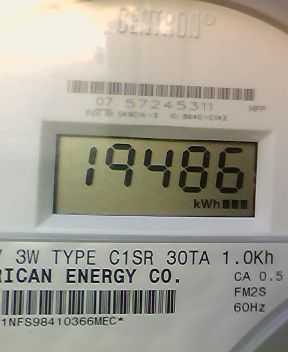 CENTRON®
07 57245311
HPP
19486
kWh
V 3W TYPE C1SR 30TA 1.0Kh
RICAN ENERGY CO.
CA 0.5
FM2S
60Hz
1NFS98410366MEC*